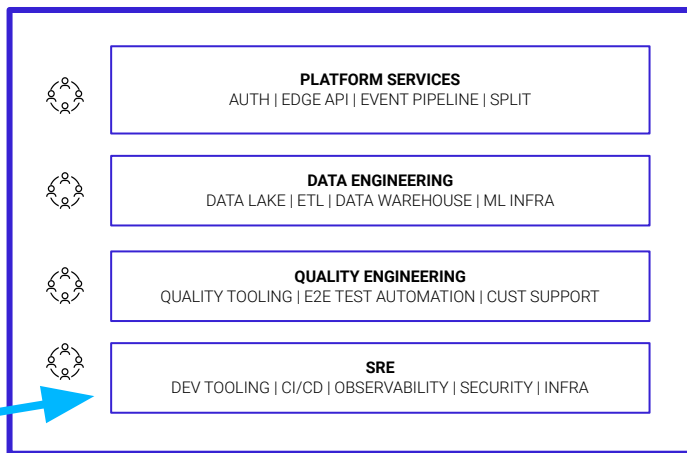 PLATFORM SERVICES
AUTH | EDGE API | EVENT PIPELINE | SPLIT
DATA ENGINEERING
DATA LAKE | ETL | DATA WAREHOUSE | ML INFRA
QUALITY ENGINEERING
QUALITY TOOLING | E2E TEST AUTOMATION | CUST SUPPORT
SRE
DEV TOOLING | CI/CD | OBSERVABILITY | SECURITY | INFRA